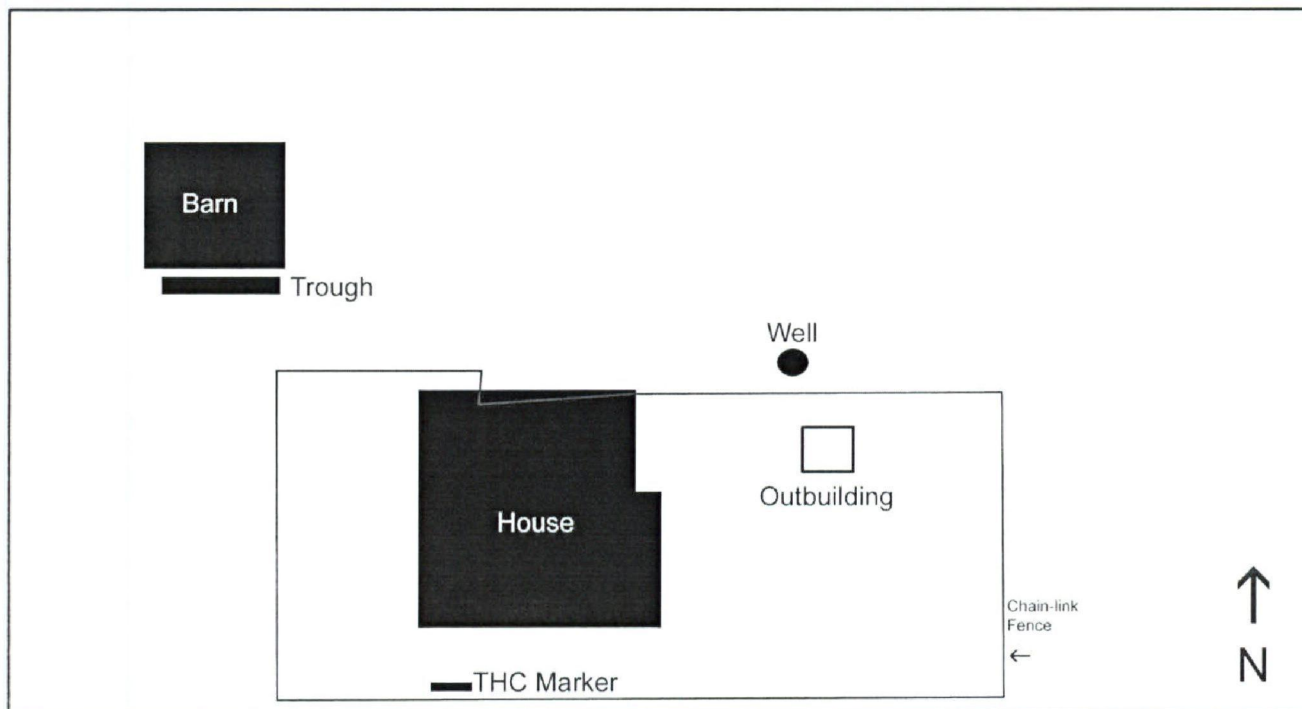 Barn
Trough
Well
Outbuilding
House
Chain-link
Fence
←
THC Marker
↑
N